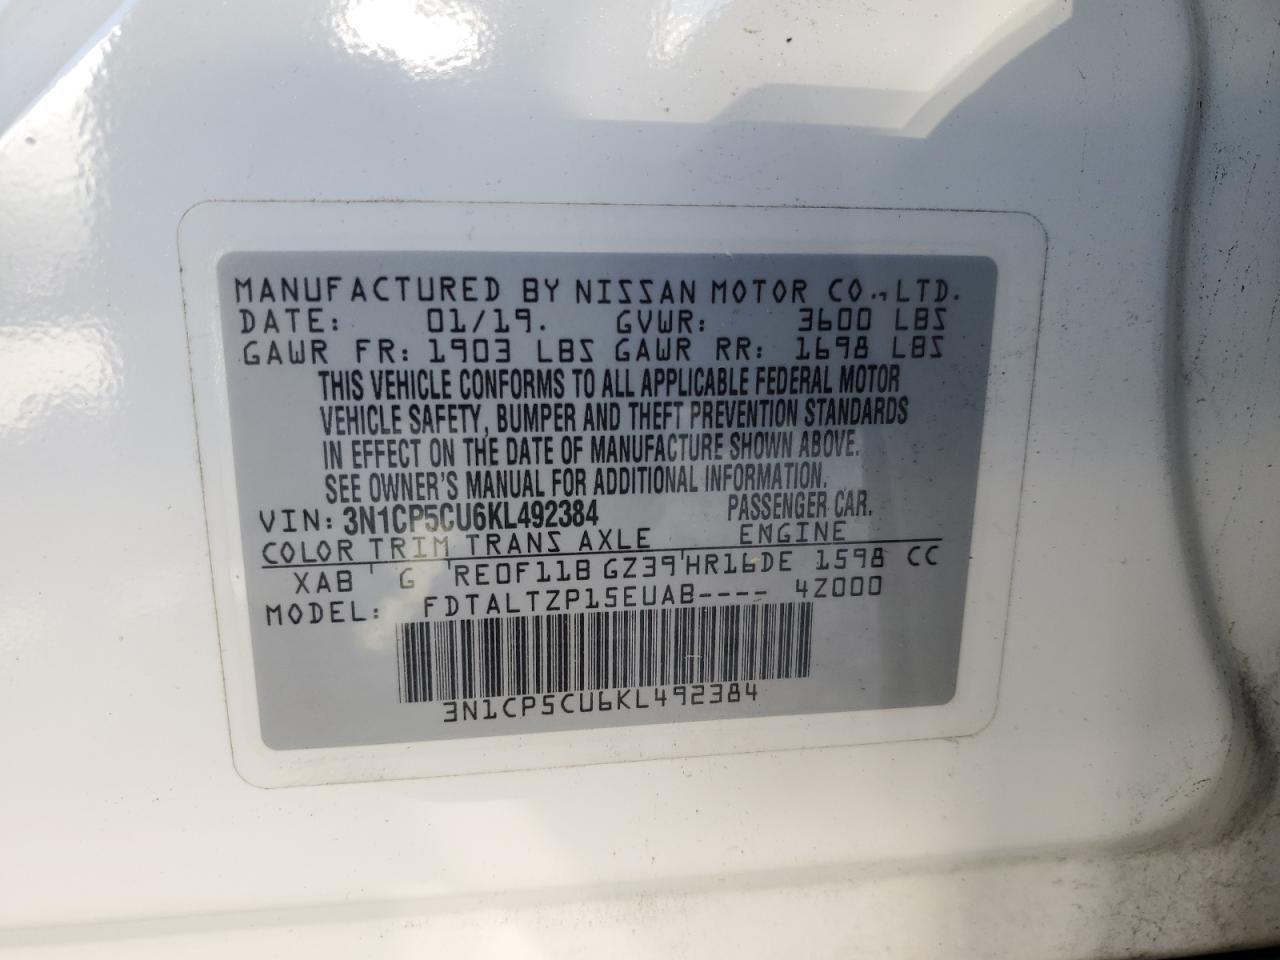 MANUFACTURED BY NISSAN MOTOR CO., LTD.
DATE: 01/19. GVWR: 3600 LBS
GAWR FR: 1903 LBS GAWR RR: 1698 LBS
THIS VEHICLE CONFORMS TO ALL APPLICABLE FEDERAL MOTOR
VEHICLE SAFETY, BUMPER AND THEFT PREVENTION STANDARDS
IN EFFECT ON THE DATE OF MANUFACTURE SHOWN ABOVE.
SEE OWNER'S MANUAL FOR ADDITIONAL INFORMATION.
VIN: 3N1CP5CU6KL492384 PASSENGER CAR.
COLOR TRIM TRANS AXLE ENGINE
XAB G RE0F11B GZ39 HR16DE 1598 CC
MODEL: FDTALTZP15EUAB---- 4Z000
3N1CP5CU6KL492384